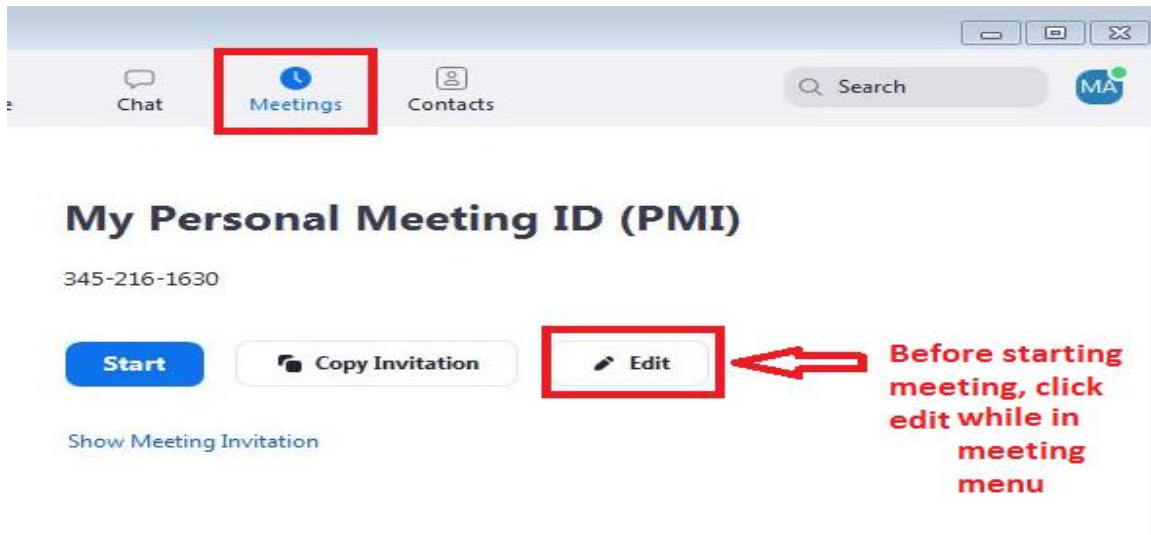 e Chat Meetings Contacts Search MA
My Personal Meeting ID (PMI)
345-216-1630
Start Copy Invitation Edit
Show Meeting Invitation
Before starting
meeting, click
edit while in
meeting
menu